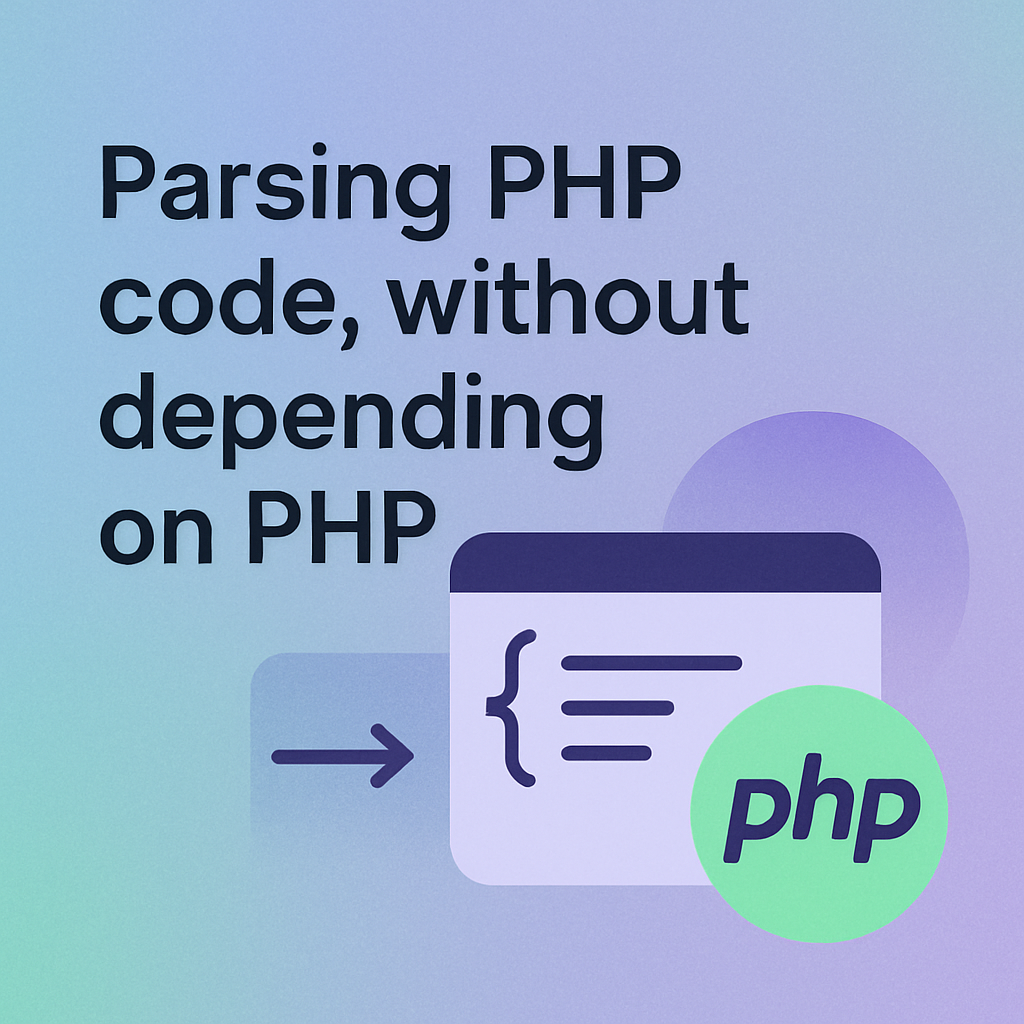 Parsing PHP
code, without
depending
on PHP
{
php